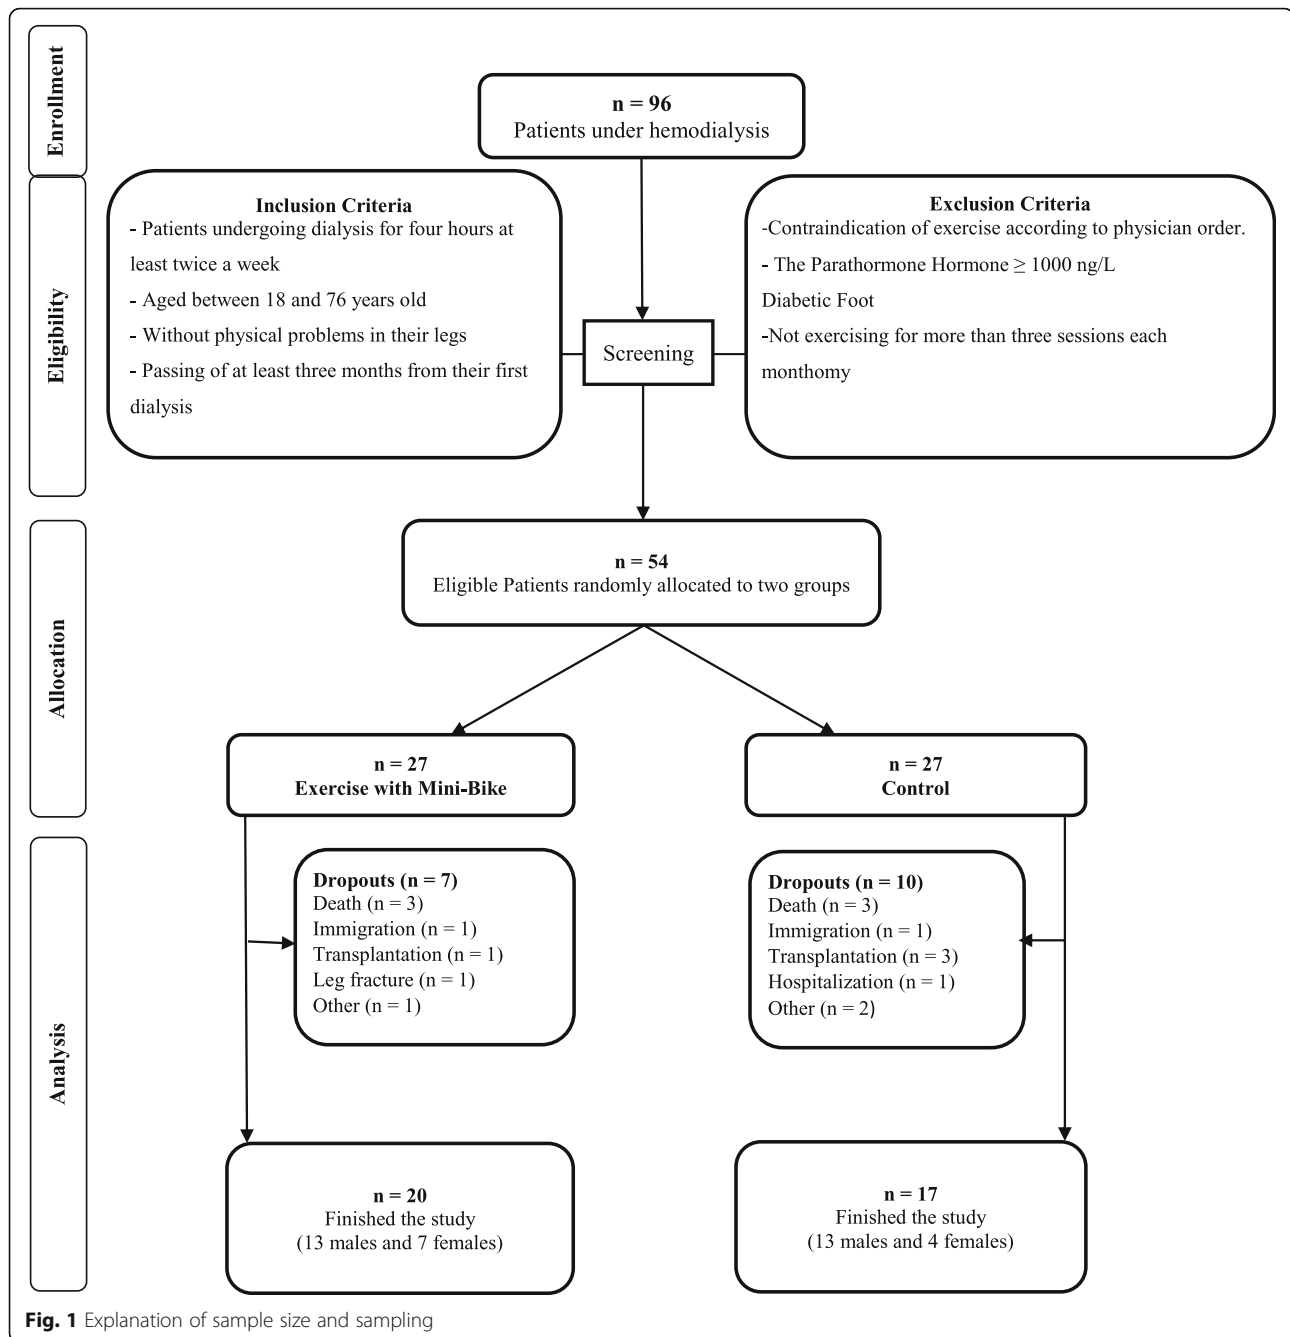 Enrollment
n = 96
Patients under hemodialysis
Eligibility
Inclusion Criteria
- Patients undergoing dialysis for four hours at
least twice a week
- Aged between 18 and 76 years old
- Without physical problems in their legs
- Passing of at least three months from their first
dialysis
Screening
Exclusion Criteria
-Contraindication of exercise according to physician order.
- The Parathormone Hormone ≥ 1000 ng/L
Diabetic Foot
-Not exercising for more than three sessions each
monthomy
Allocation
n = 54
Eligible Patients randomly allocated to two groups
n = 27
Exercise with Mini-Bike
n = 27
Control
Analysis
Dropouts (n = 7)
Death (n = 3)
Immigration (n = 1)
Transplantation (n = 1)
Leg fracture (n = 1)
Other (n = 1)
Dropouts (n = 10)
Death (n = 3)
Immigration (n = 1)
Transplantation (n = 3)
Hospitalization (n = 1)
Other (n = 2)
n = 20
Finished the study
(13 males and 7 females)
n = 17
Finished the study
(13 males and 4 females)
Fig. 1 Explanation of sample size and sampling